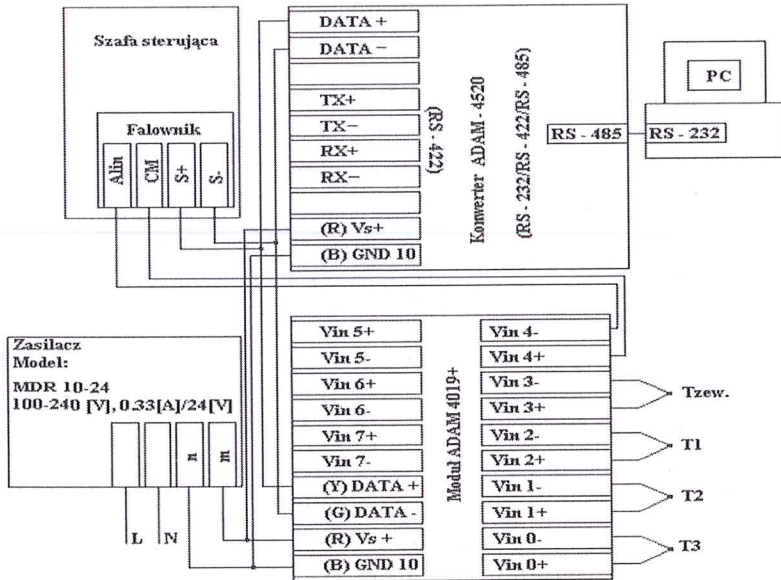 Szafa sterująca
Falownik
Alin
CM
S+
S-
DATA +
DATA -
TX+
TX-
RX+
RX-
(R) Vs+
(B) GND 10
(RS - 422)
Konwerter ADAM - 4520
(RS - 232/RS - 422/RS - 485)
RS - 485
PC
RS - 232
Zasilacz
Model:
MDR 10-24
100-240 [V], 0.33[A]/24[V]
n
m
L
N
Vin 5+
Vin 5-
Vin 6+
Vin 6-
Vin 7+
Vin 7-
(Y) DATA +
(G) DATA -
(R) Vs +
(B) GND 10
Moduł ADAM 4019+
Vin 4-
Vin 4+
Vin 3-
Vin 3+
Vin 2-
Vin 2+
Vin 1-
Vin 1+
Vin 0-
Vin 0+
Tzew.
T1
T2
T3